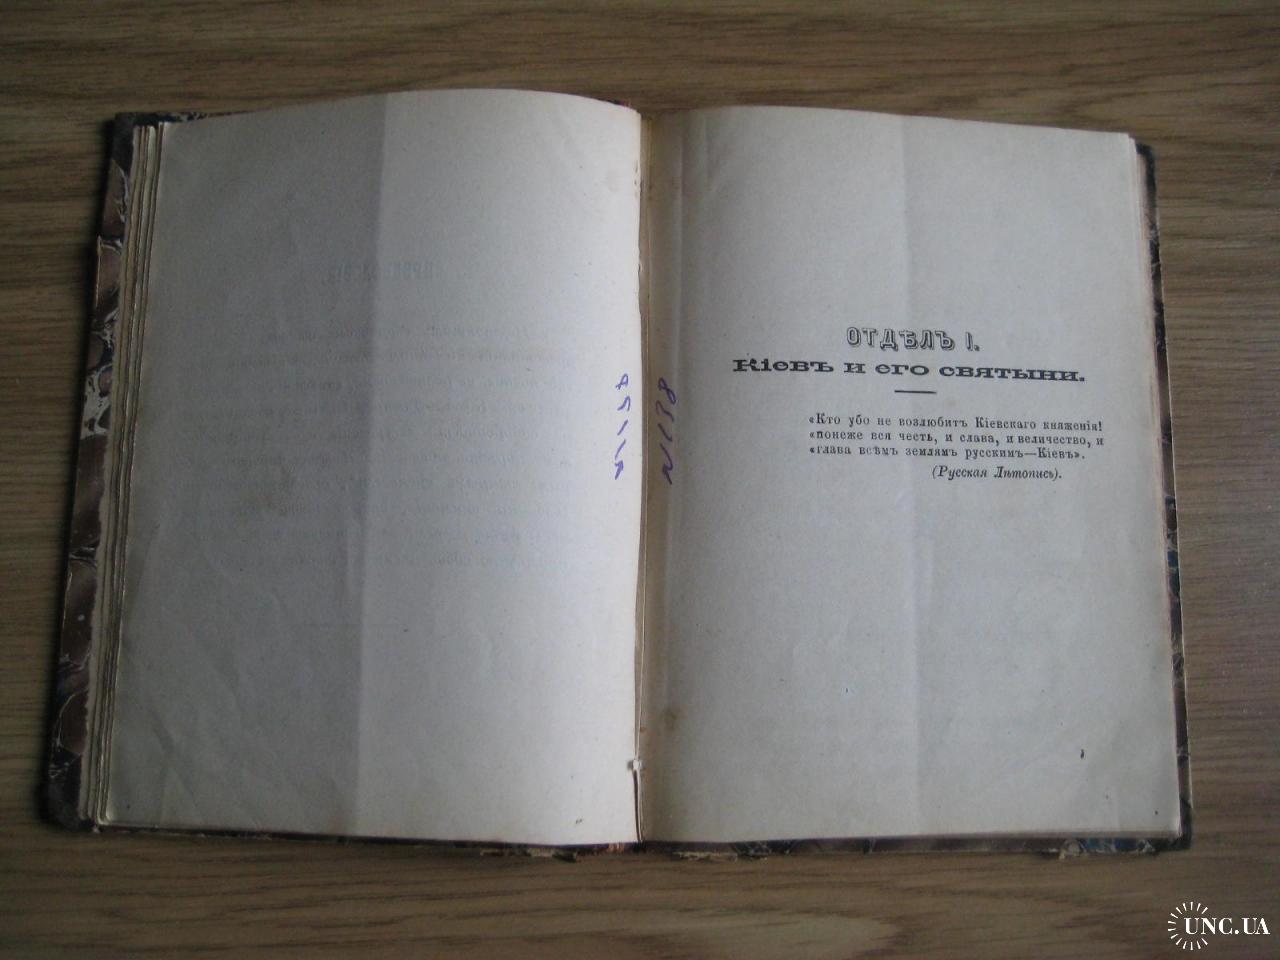 ОТДѢЛЪ I.
Кіевъ и его святыни.
«Кто убо не возлюбитъ Кіевскаго княженія!
«понеже вся честь, и слава, и величество, и
«глава всѣмъ землямъ русскимъ—Кіевъ».
(Русская Лѣтопись).
UNC.UA